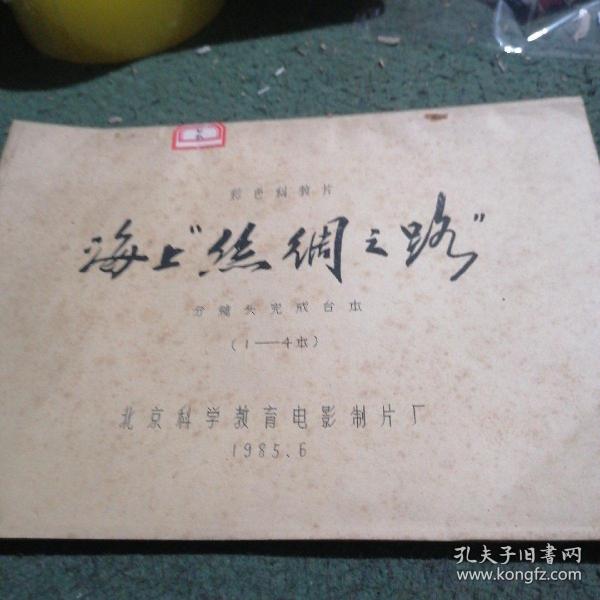 彩色科教片
海上“丝绸之路”
分镜头完成台本
(1——4本)
北京科学教育电影制片厂
1985.6
孔夫子旧书网
www.kongfz.com